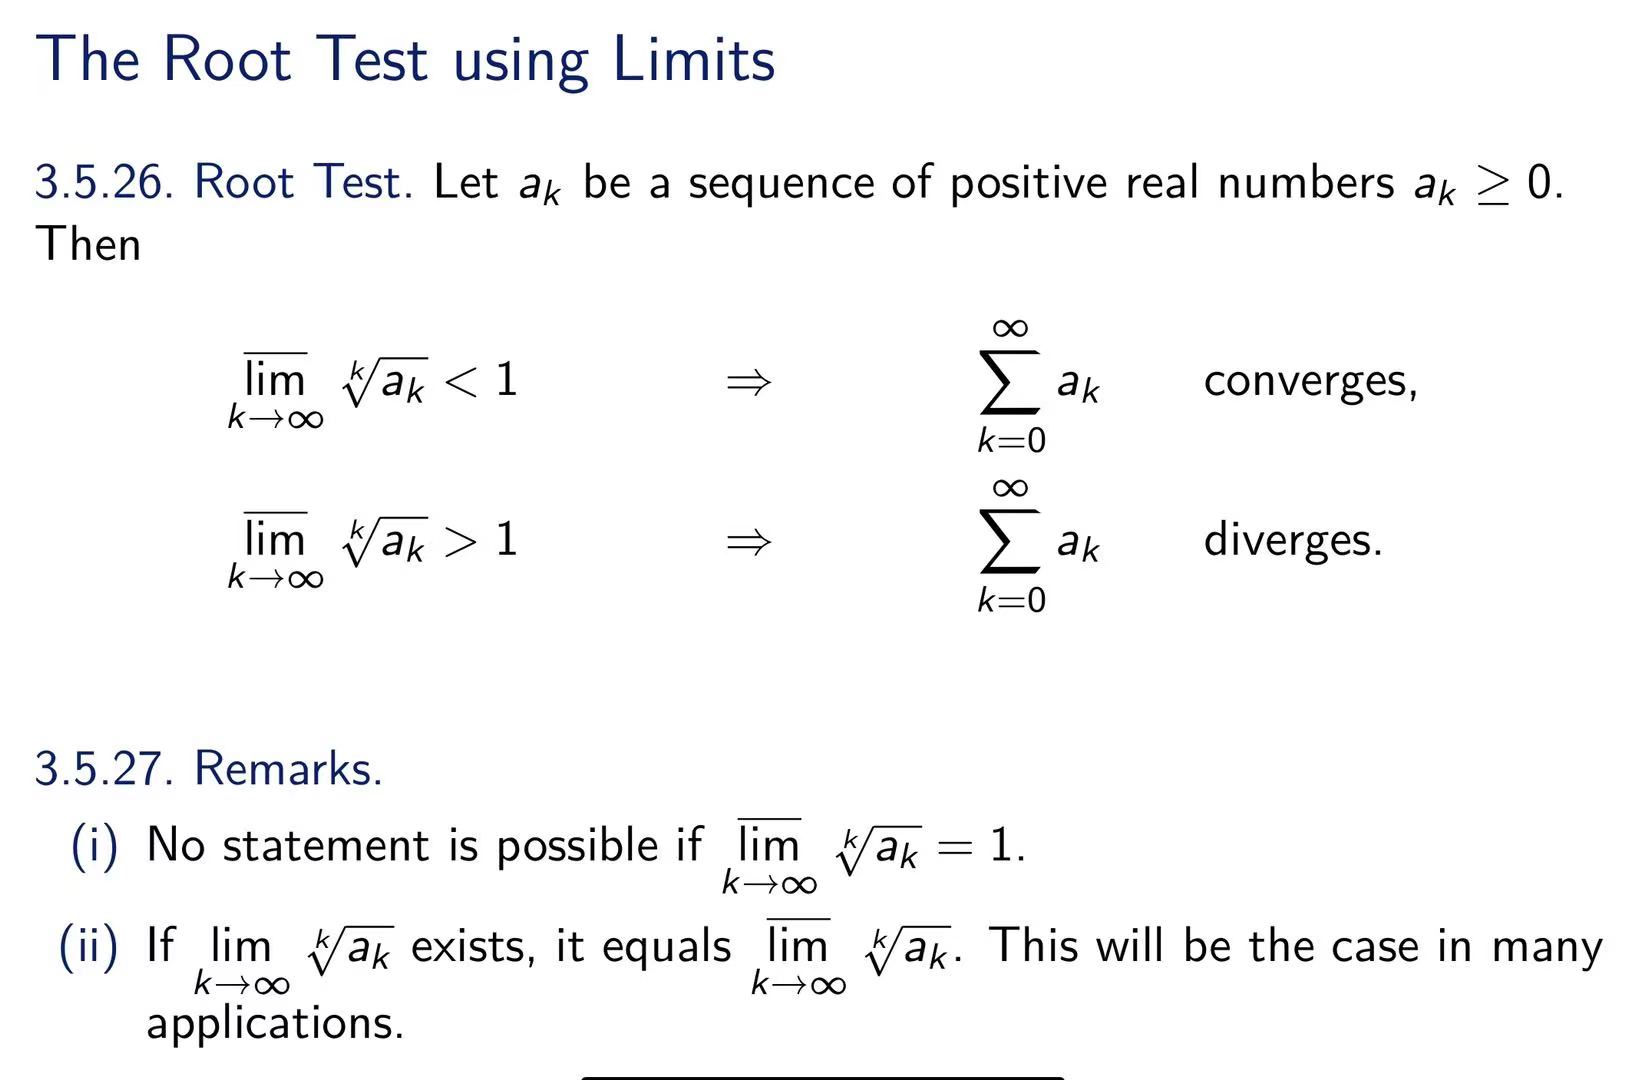 The Root Test using Limits
3.5.26. Root Test. Let $a_k$ be a sequence of positive real numbers $a_k \geq 0$.
Then
$\overline{\lim}_{k \to \infty} \sqrt[k]{a_k} < 1 \quad \Rightarrow \quad \sum_{k=0}^{\infty} a_k$ converges,
$\overline{\lim}_{k \to \infty} \sqrt[k]{a_k} > 1 \quad \Rightarrow \quad \sum_{k=0}^{\infty} a_k$ diverges.
3.5.27. Remarks.
(i) No statement is possible if $\overline{\lim}_{k \to \infty} \sqrt[k]{a_k} = 1$.
(ii) If $\lim_{k \to \infty} \sqrt[k]{a_k}$ exists, it equals $\overline{\lim}_{k \to \infty} \sqrt[k]{a_k}$. This will be the case in many
applications.